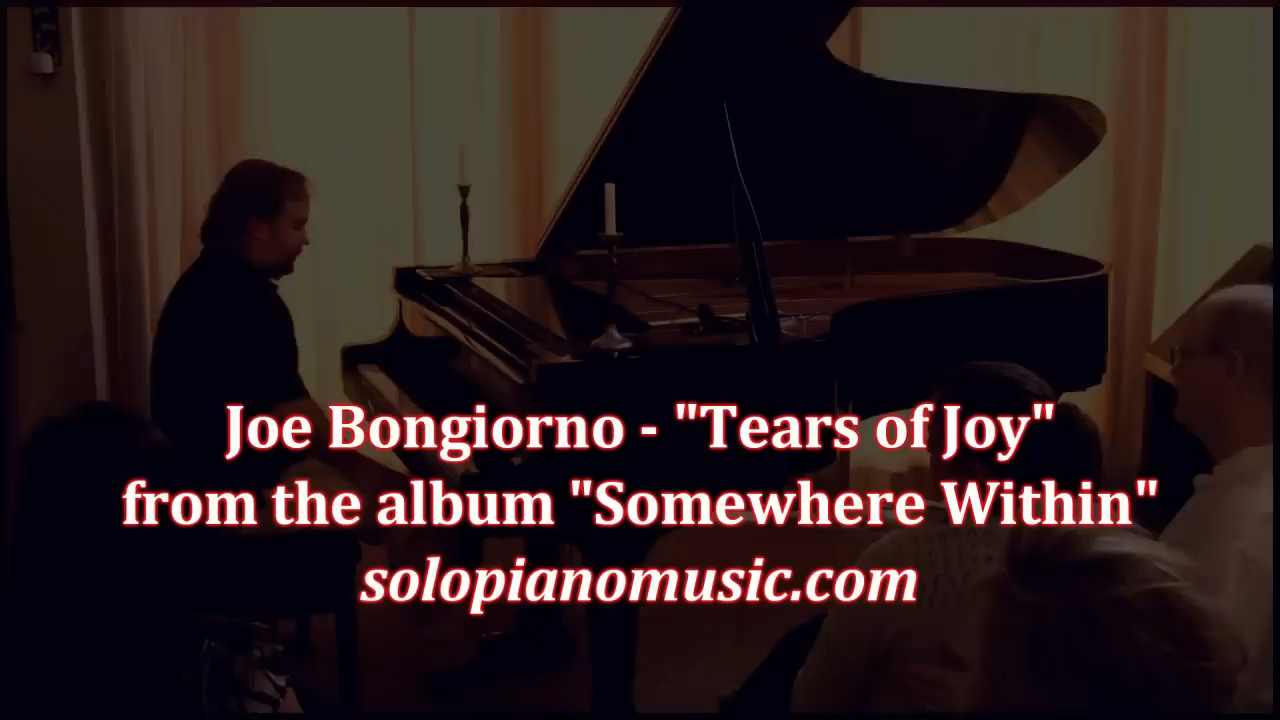 Joe Bongiorno - "Tears of Joy"
from the album "Somewhere Within"
solopianomusic.com